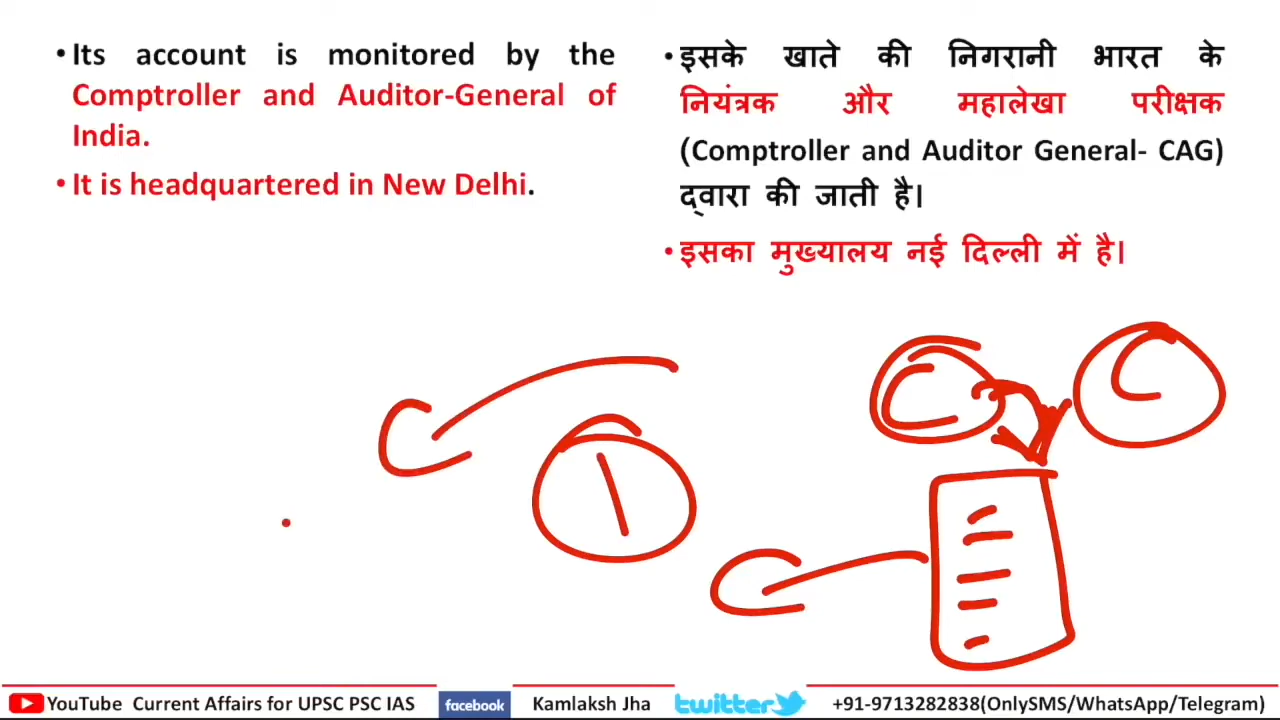 • Its account is monitored by the
Comptroller and Auditor-General of
India.
• It is headquartered in New Delhi.
• इसके खाते की निगरानी भारत के
नियंत्रक और महालेखा परीक्षक
(Comptroller and Auditor General- CAG)
द्वारा की जाती है।
• इसका मुख्यालय नई दिल्ली में है।
YouTube Current Affairs for UPSC PSC IAS facebook Kamlaksh Jha twitter +91-9713282838(OnlySMS/WhatsApp/Telegram)